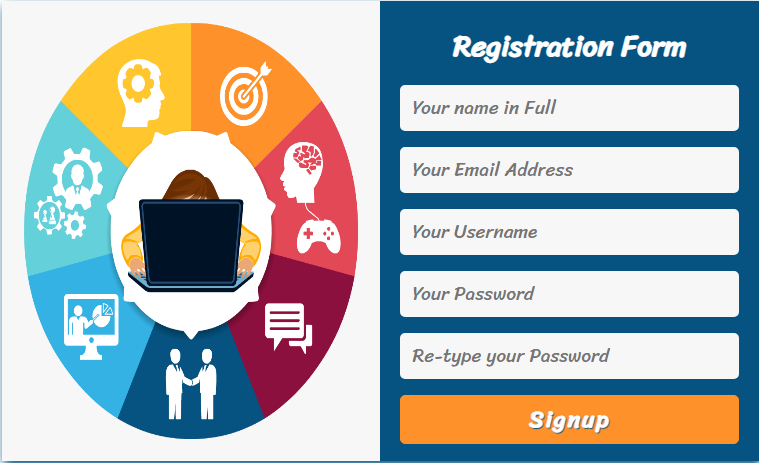 Registration Form
Your name in Full
Your Email Address
Your Username
Your Password
Re-type your Password
Signup